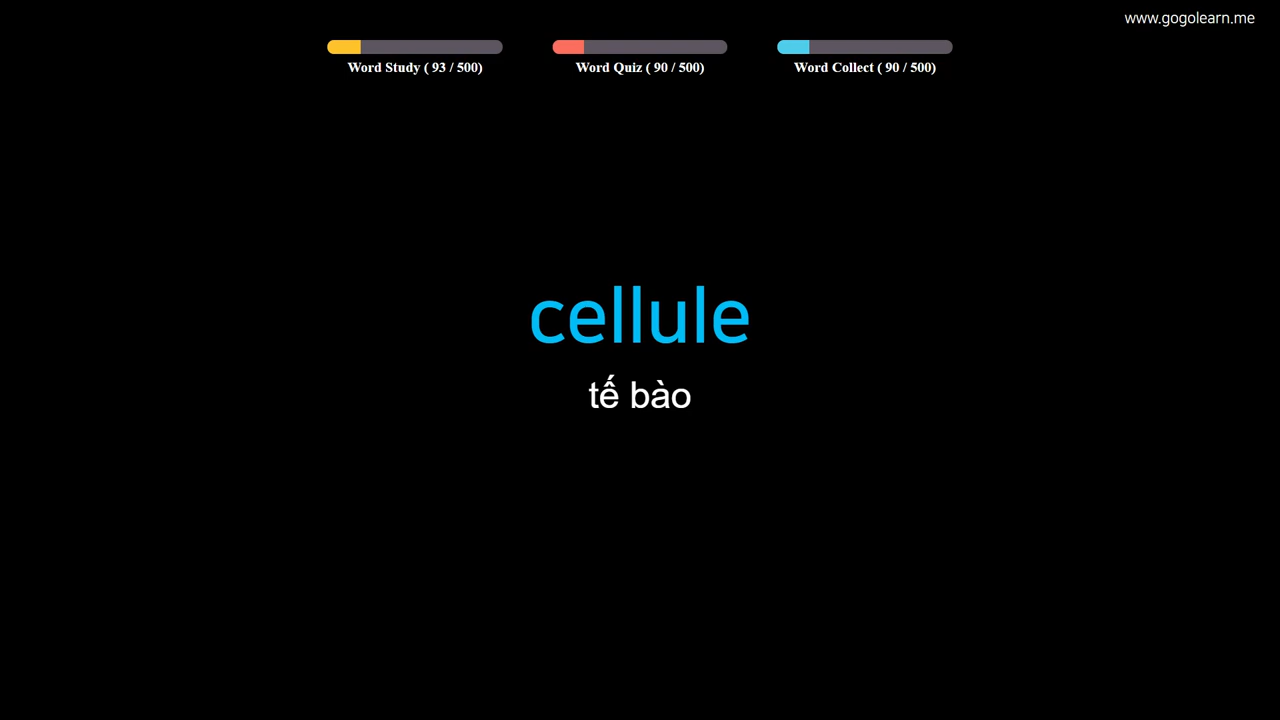 www.gogolearn.me
Word Study ( 93 / 500)
Word Quiz ( 90 / 500)
Word Collect ( 90 / 500)
cellule
tế bào